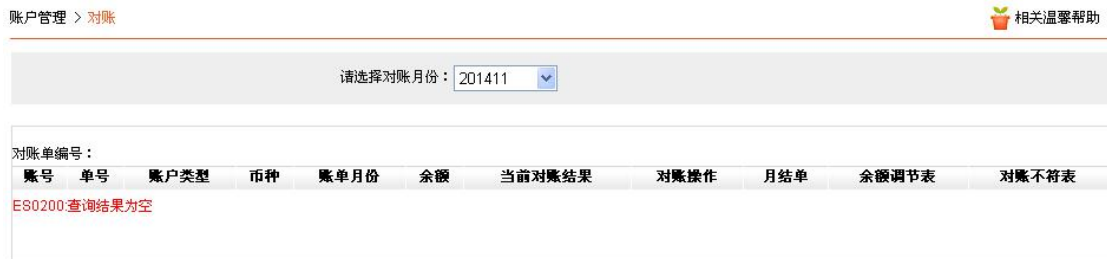 账户管理 > 对账 相关温馨帮助
请选择对账月份：201411
对账单编号：
账号 单号 账户类型 币种 账单月份 余额 当前对账结果 对账操作 月结单 余额调节表 对账不符表
ES0200:查询结果为空